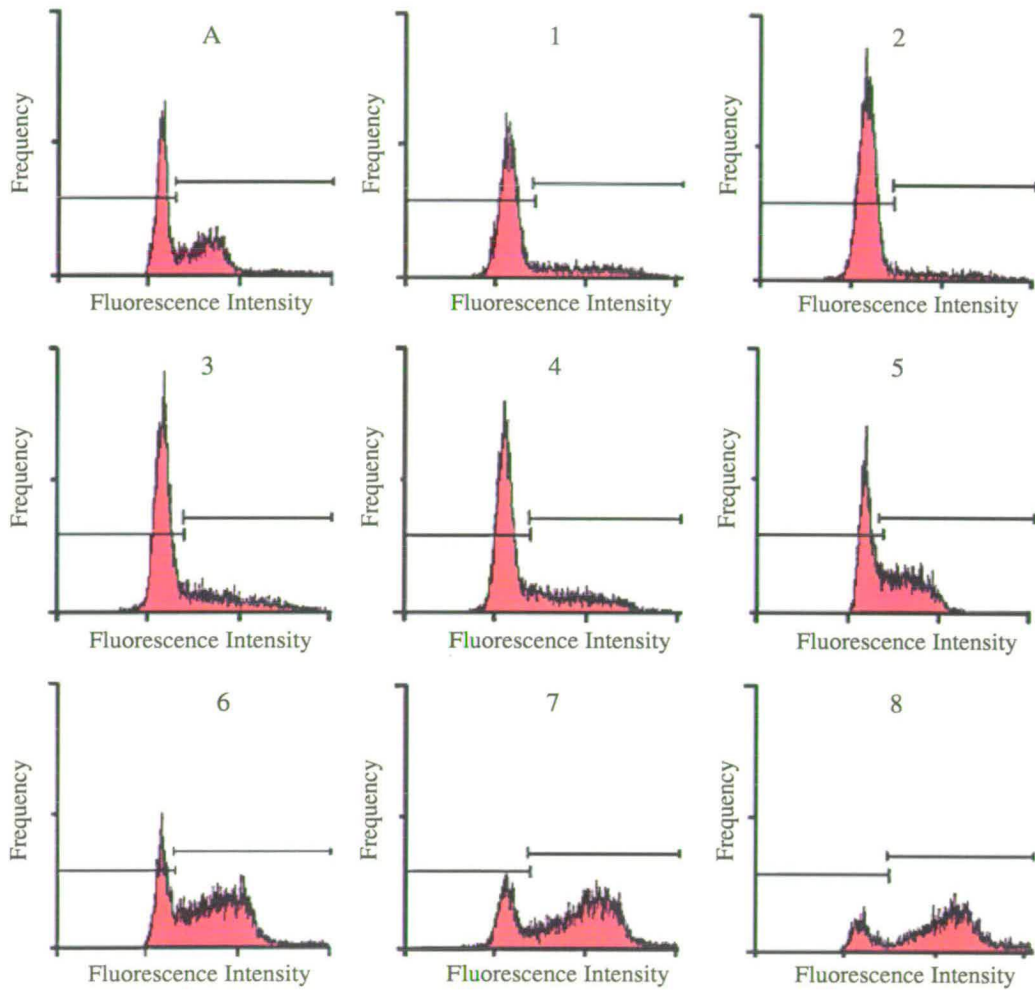 A
Frequency
Fluorescence Intensity
1
Frequency
Fluorescence Intensity
2
Frequency
Fluorescence Intensity
3
Frequency
Fluorescence Intensity
4
Frequency
Fluorescence Intensity
5
Frequency
Fluorescence Intensity
6
Frequency
Fluorescence Intensity
7
Frequency
Fluorescence Intensity
8
Frequency
Fluorescence Intensity